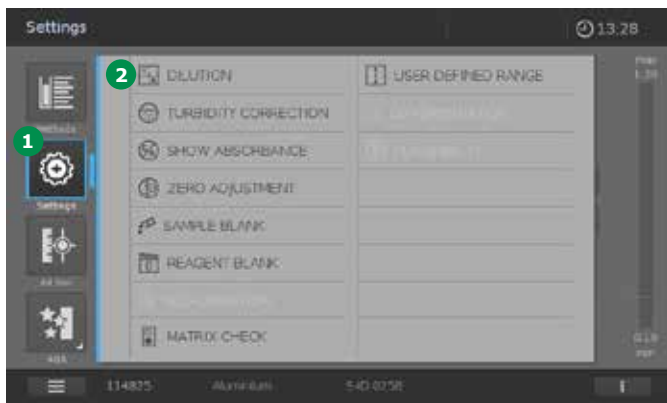 Settings
13.28
1
2
DILUTION
TURBIDITY CORRECTION
SHOW ABSORBANCE
ZERO ADJUSTMENT
SAMPLE BLANK
REAGENT BLANK
MATRIX CHECK
USER DEFINED RANGE
Settings
AQA
114825
Aluminium